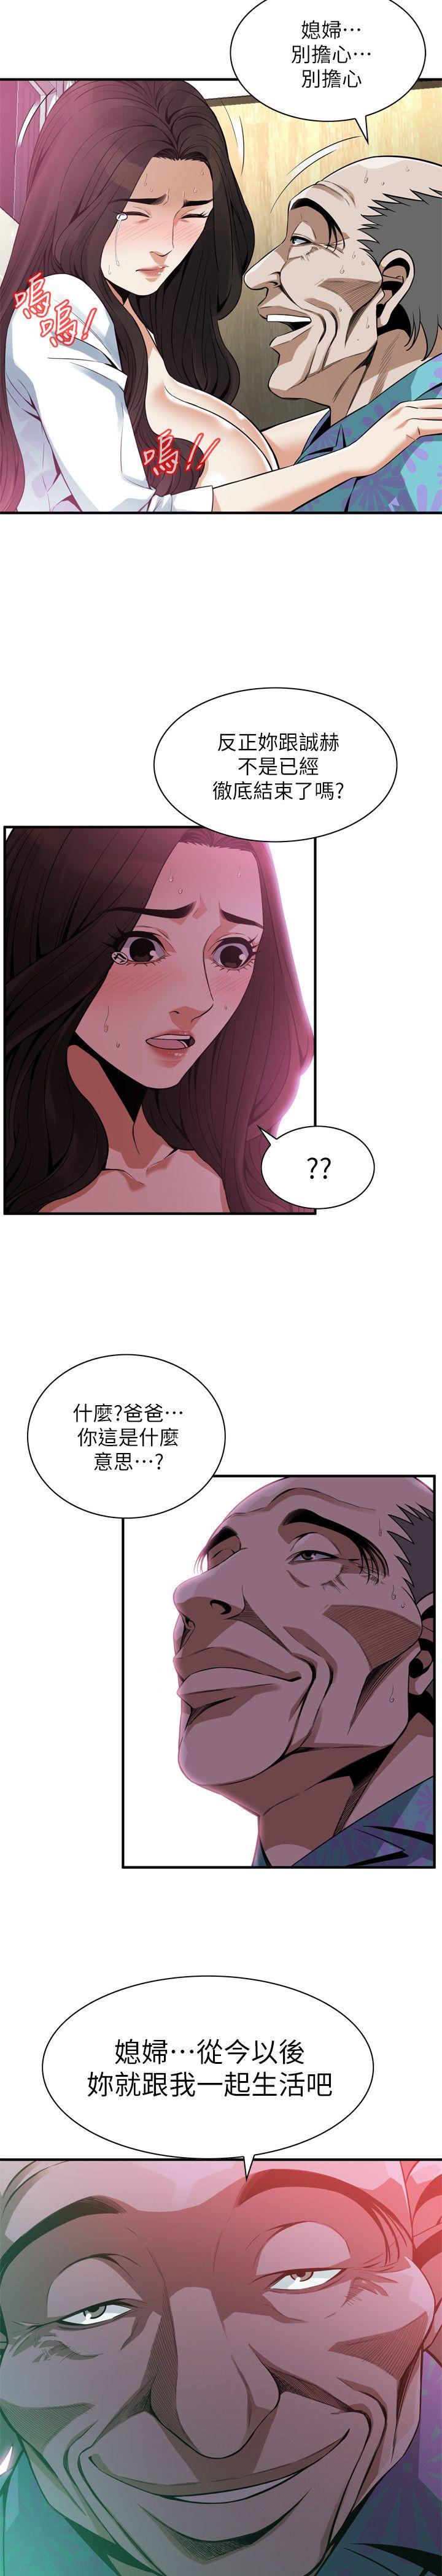 媳婦⋯
別擔心⋯
別擔心
嗚
嗚!
嗚!!
反正妳跟誠赫
不是已經
徹底結束了嗎?
??
什麼?爸爸⋯
你這是什麼
意思⋯?
媳婦⋯從今以後
妳就跟我一起生活吧